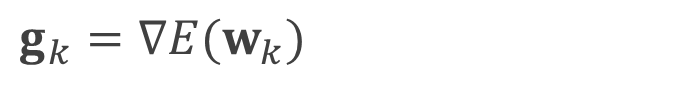 𝐠ₖ = ∇𝐸(𝐰ₖ)